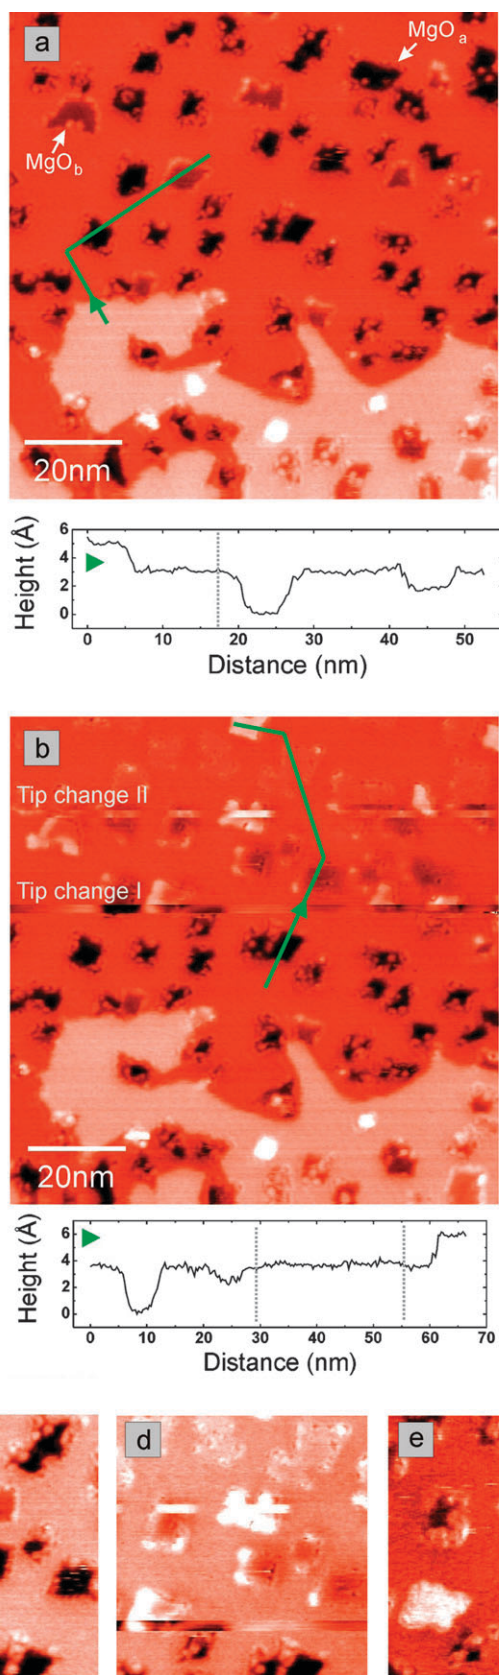 a
MgO a
MgO b
20nm
Height (Å)
6
4
2
0
0 10 20 30 40 50
Distance (nm)
b
Tip change II
Tip change I
20nm
Height (Å)
6
4
2
0
0 10 20 30 40 50 60 70
Distance (nm)
d
e